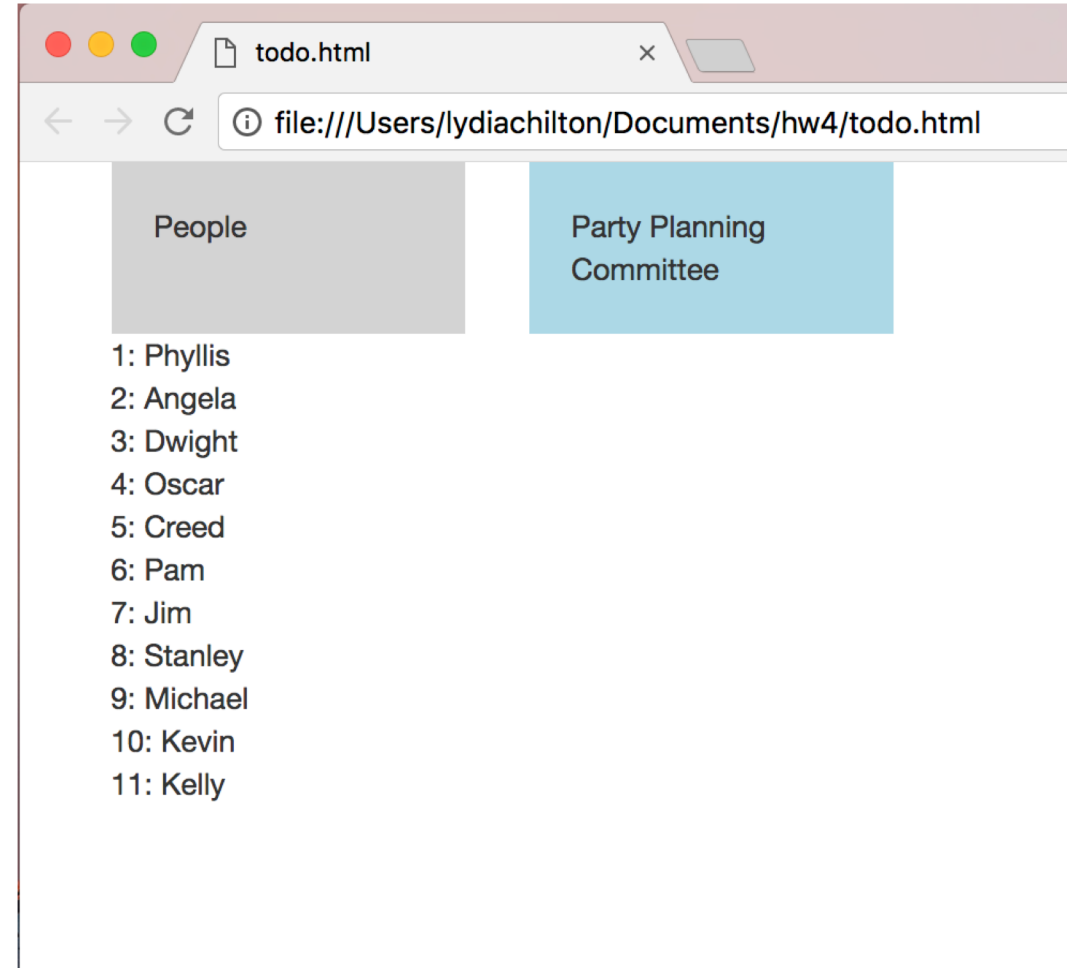 todo.html
file:///Users/lydiachilton/Documents/hw4/todo.html
People
Party Planning
Committee
1: Phyllis
2: Angela
3: Dwight
4: Oscar
5: Creed
6: Pam
7: Jim
8: Stanley
9: Michael
10: Kevin
11: Kelly